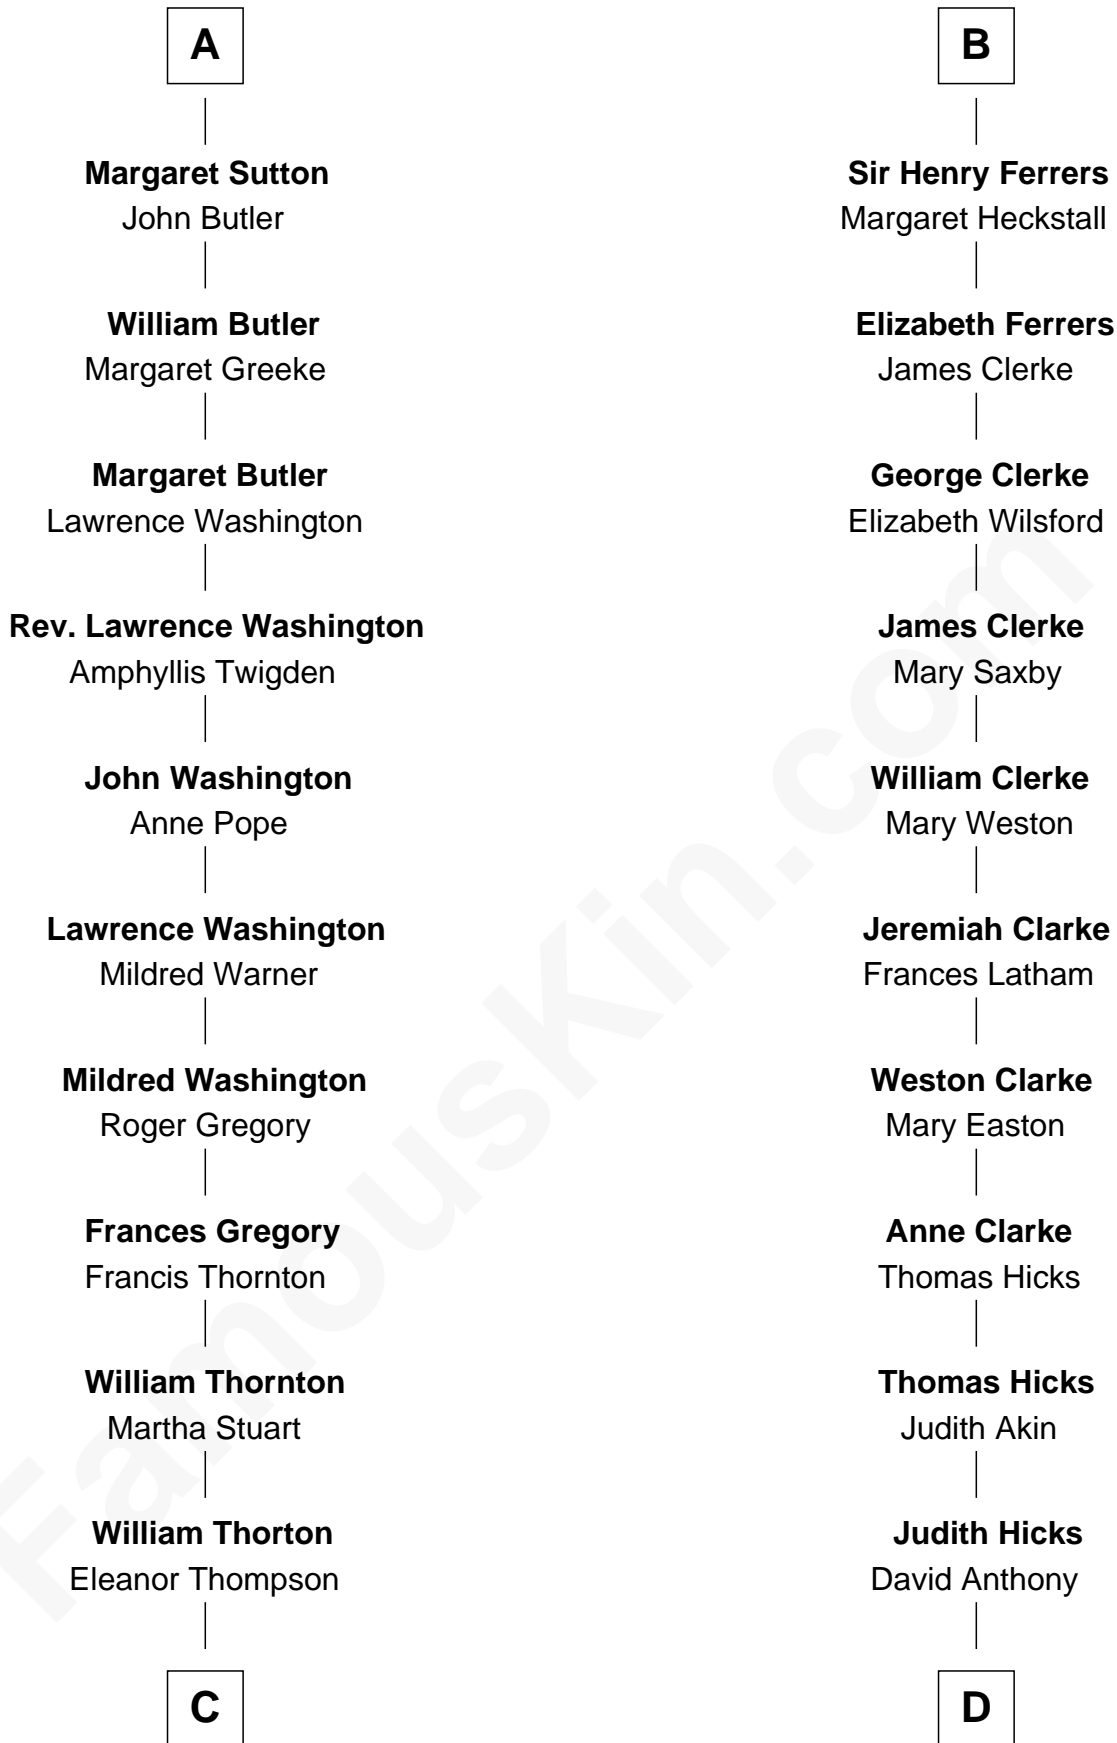 A
Margaret Sutton
John Butler
William Butler
Margaret Greeke
Margaret Butler
Lawrence Washington
Rev. Lawrence Washington
Amphyllis Twigden
John Washington
Anne Pope
Lawrence Washington
Mildred Warner
Mildred Washington
Roger Gregory
Frances Gregory
Francis Thornton
William Thornton
Martha Stuart
William Thorton
Eleanor Thompson
C
B
Sir Henry Ferrers
Margaret Heckstall
Elizabeth Ferrers
James Clerke
George Clerke
Elizabeth Wilsford
James Clerke
Mary Saxby
William Clerke
Mary Weston
Jeremiah Clarke
Frances Latham
Weston Clarke
Mary Easton
Anne Clarke
Thomas Hicks
Thomas Hicks
Judith Akin
Judith Hicks
David Anthony
D
FamousKin.com